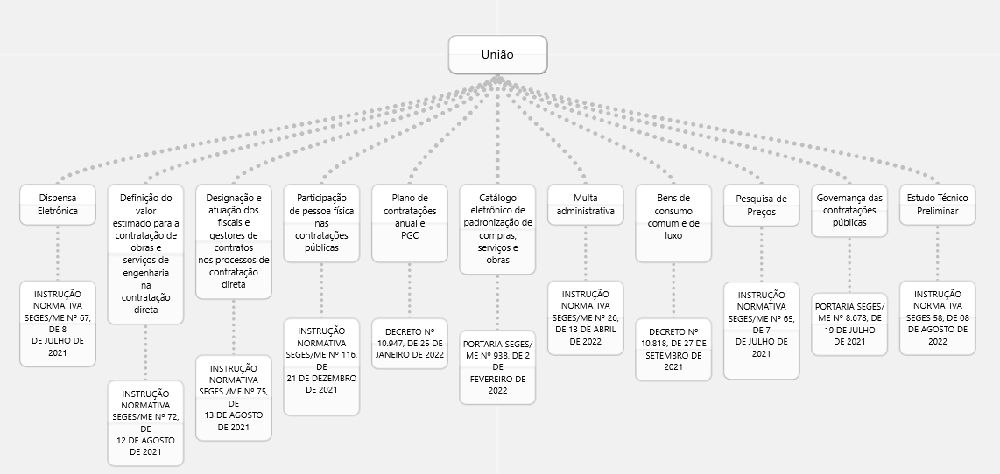 União
Dispensa
Eletrônica
Definição do
valor
estimado para a
contratação de
obras e
serviços de
engenharia
na
contratação
direta
Designação e
atuação dos
fiscais e
gestores de
contratos
nos processos de
contratação
direta
Participação
de pessoa física
nas
contratações
públicas
Plano de
contratações
anual e
PGC
Catálogo
eletrônico de
padronização de
compras,
serviços e
obras
Multa
administrativa
Bens de
consumo
comum e de
luxo
Pesquisa de
Preços
Governança das
contratações
públicas
Estudo Técnico
Preliminar
INSTRUÇÃO
NORMATIVA
SEGES/ME Nº 67,
DE 8
DE JULHO DE
2021
INSTRUÇÃO
NORMATIVA
SEGES/ME Nº 72,
DE
12 DE AGOSTO
DE 2021
INSTRUÇÃO
NORMATIVA
SEGES /ME Nº 75,
DE
13 DE AGOSTO
DE 2021
INSTRUÇÃO
NORMATIVA
SEGES/ME Nº 116,
DE
21 DE DEZEMBRO
DE 2021
DECRETO Nº
10.947, DE 25 DE
JANEIRO DE 2022
PORTARIA SEGES/
ME Nº 938, DE 2
DE
FEVEREIRO DE
2022
INSTRUÇÃO
NORMATIVA
SEGES/ME Nº 26,
DE 13 DE ABRIL
DE 2022
DECRETO Nº
10.818, DE 27 DE
SETEMBRO DE
2021
INSTRUÇÃO
NORMATIVA
SEGES/ME Nº 65,
DE 7
DE JULHO DE
2021
PORTARIA SEGES/
ME Nº 8.678, DE
19 DE JULHO
DE 2021
INSTRUÇÃO
NORMATIVA
SEGES 58, DE 08
DE AGOSTO DE
2022